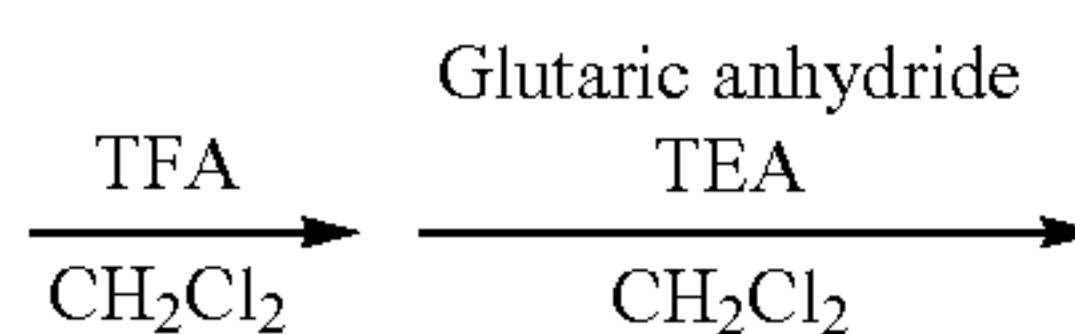 TFA
CH₂Cl₂
Glutaric anhydride
TEA
CH₂Cl₂